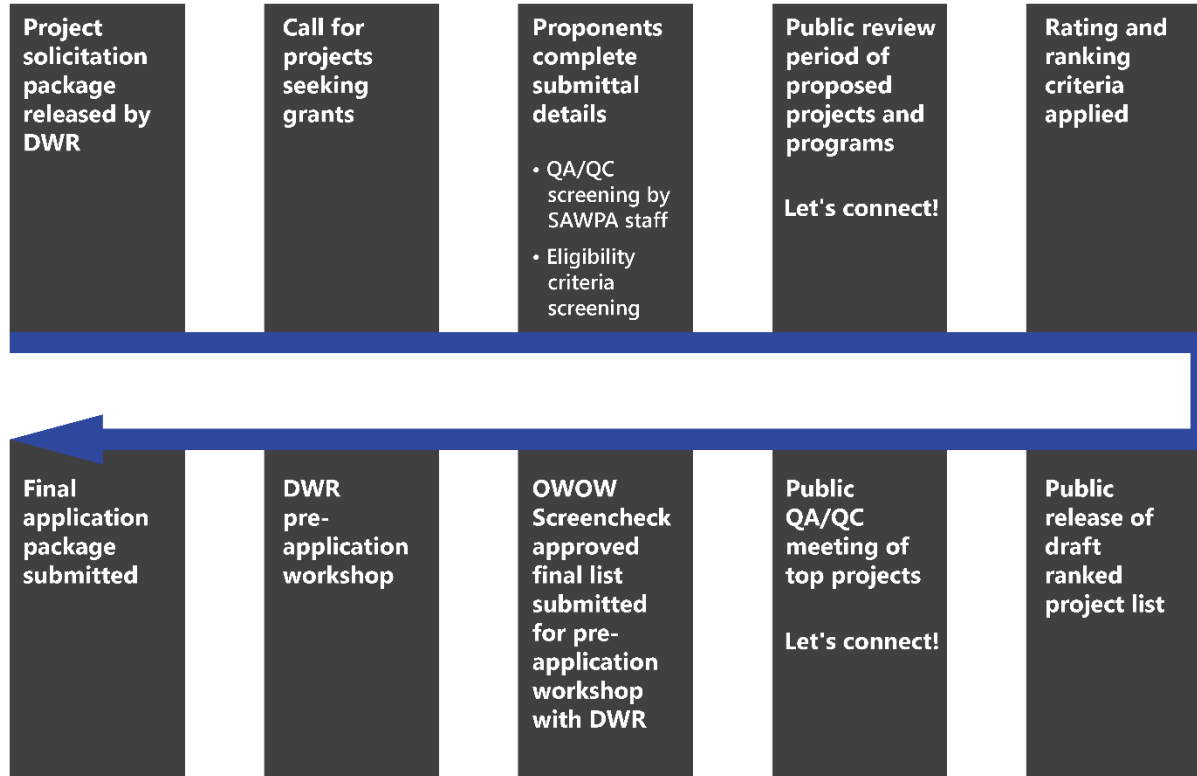 Project
solicitation
package
released by
DWR
Call for
projects
seeking
grants
Proponents
complete
submittal
details
• QA/QC
screening by
SAWPA staff
• Eligibility
criteria
screening
Public review
period of
proposed
projects and
programs
Let's connect!
Rating and
ranking
criteria
applied
Final
application
package
submitted
DWR
pre-
application
workshop
OWOW
Screencheck
approved
final list
submitted
for pre-
application
workshop
with DWR
Public
QA/QC
meeting of
top projects
Let's connect!
Public
release of
draft
ranked
project list